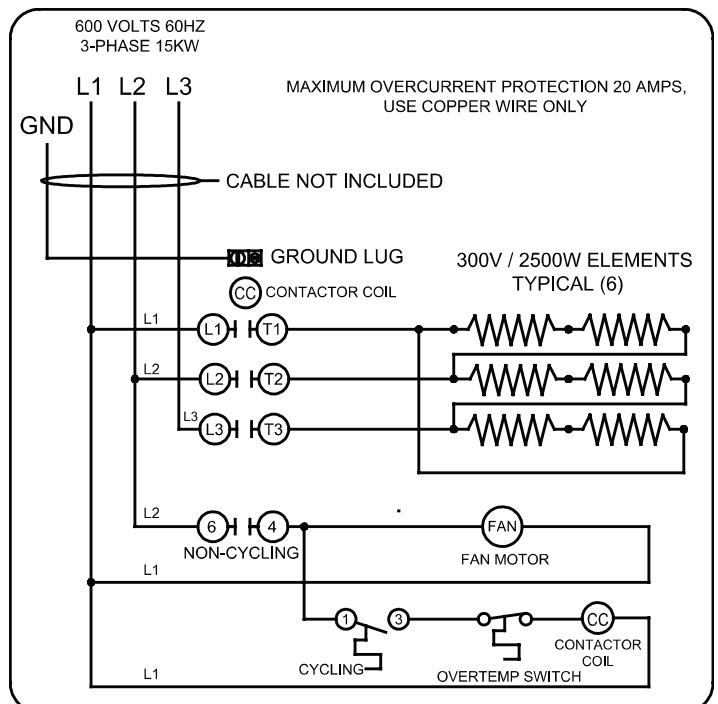 600 VOLTS 60HZ
3-PHASE 15KW
L1 L2 L3
MAXIMUM OVERCURRENT PROTECTION 20 AMPS,
USE COPPER WIRE ONLY
GND
CABLE NOT INCLUDED
GROUND LUG
300V / 2500W ELEMENTS
TYPICAL (6)
CC CONTACTOR COIL
L1
L1 T1
L2
L2 T2
L3
L3 T3
L2
6 4
FAN
NON-CYCLING
FAN MOTOR
L1
1 3
CC
CONTACTOR
COIL
CYCLING
OVERTEMP SWITCH
L1